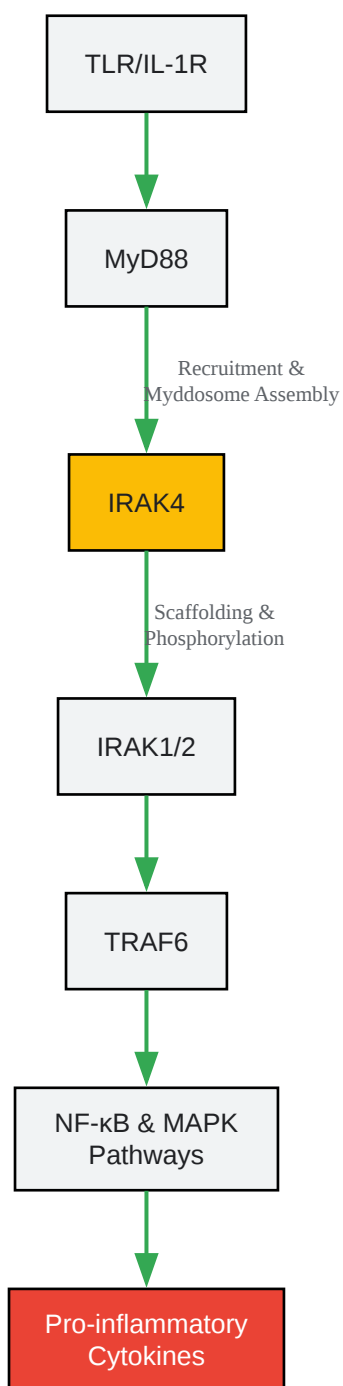 TLR/IL-1R
MyD88
Recruitment &
Myddosome Assembly
IRAK4
Scaffolding &
Phosphorylation
IRAK1/2
TRAF6
NF-κB & MAPK
Pathways
Pro-inflammatory
Cytokines